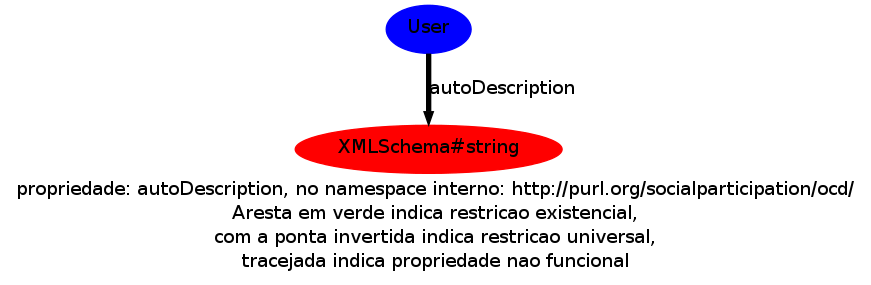 User
autoDescription
XMLSchema#string
propriedade: autoDescription, no namespace interno: http://purl.org/socialparticipation/ocd/
Aresta em verde indica restricao existencial,
com a ponta invertida indica restricao universal,
tracejada indica propriedade nao funcional